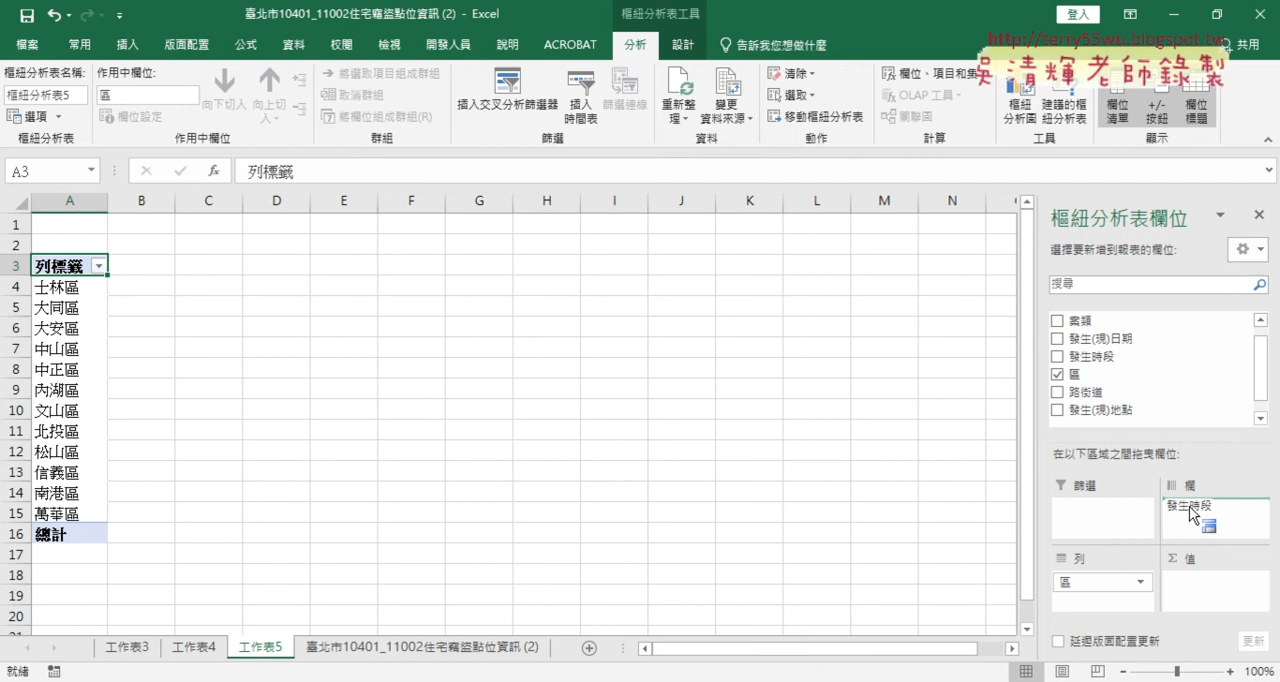 臺北市10401_11002住宅竊盜點位資訊 (2) - Excel
樞紐分析表工具
登入
檔案
常用
插入
版面配置
公式
資料
校閱
檢視
開發人員
說明
ACROBAT
分析
設計
告訴我您想做什麼
共用
http://terry55wu.blogspot.tw
吳清輝老師錄製
樞紐分析表名稱:
樞紐分析表5
選項
樞紐分析表
作用中欄位:
區
欄位設定
向下切入
向上切入
作用中欄位
將選取項目組成群組
取消群組
將欄位組成群組(R)
群組
插入交叉分析篩選器
插入時間表
篩選連線
篩選
重新整理
變更資料來源
資料
清除
選取
移動樞紐分析表
動作
欄位、項目和集
OLAP 工具
關聯圖
計算
樞紐分析圖
建議的樞紐分析表
工具
欄位清單
+/- 按鈕
欄位標題
顯示
A3
fx
列標籤
A B C D E F G H I J K L M N
1
2
3 列標籤
4 士林區
5 大同區
6 大安區
7 中山區
8 中正區
9 內湖區
10 文山區
11 北投區
12 松山區
13 信義區
14 南港區
15 萬華區
16 總計
17
18
19
20
樞紐分析表欄位
選擇要新增到報表的欄位:
搜尋
案類
發生(現)日期
發生時段
區
路街道
發生(現)地點
在以下區域之間拖曳欄位:
篩選
欄
發生時段
列
Σ 值
區
延遲版面配置更新
更新
工作表3
工作表4
工作表5
臺北市10401_11002住宅竊盜點位資訊 (2)
就緒
100%